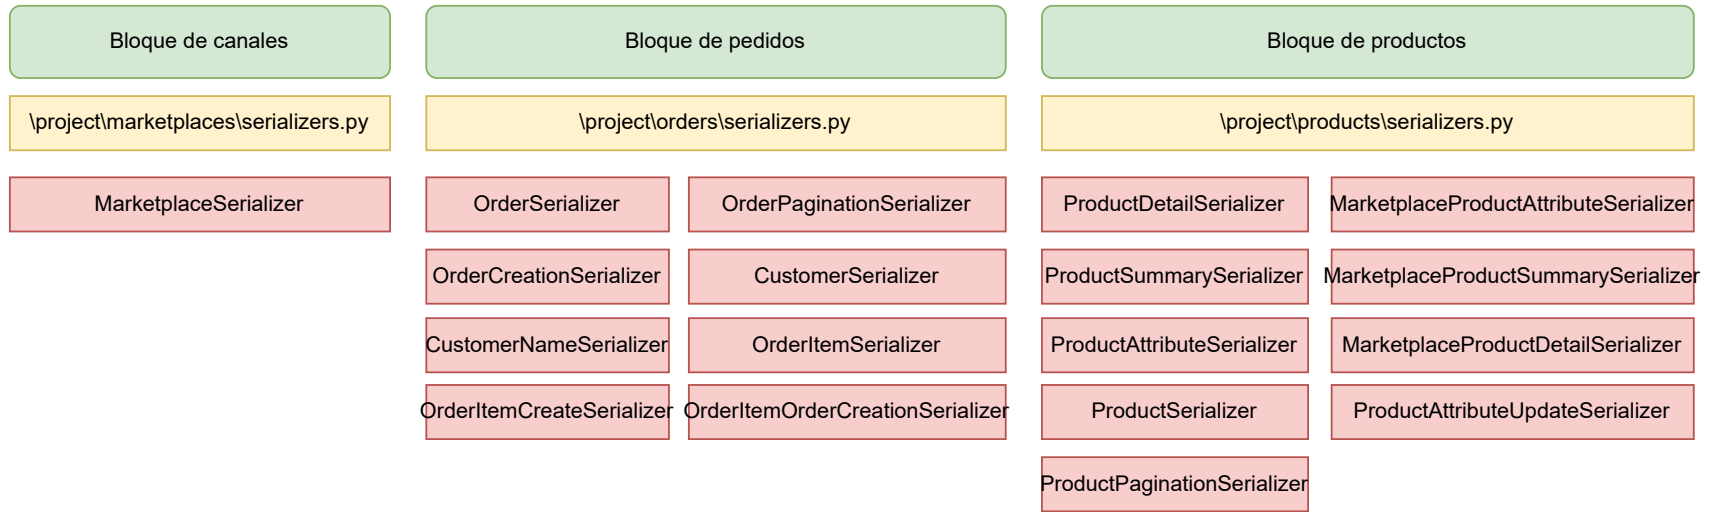 Bloque de canales
\project\marketplaces\serializers.py
MarketplaceSerializer
Bloque de pedidos
\project\orders\serializers.py
OrderSerializer
OrderPaginationSerializer
OrderCreationSerializer
CustomerSerializer
CustomerNameSerializer
OrderItemSerializer
OrderItemCreateSerializer
OrderItemOrderCreationSerializer
Bloque de productos
\project\products\serializers.py
ProductDetailSerializer
MarketplaceProductAttributeSerializer
ProductSummarySerializer
MarketplaceProductSummarySerializer
ProductAttributeSerializer
MarketplaceProductDetailSerializer
ProductSerializer
ProductAttributeUpdateSerializer
ProductPaginationSerializer